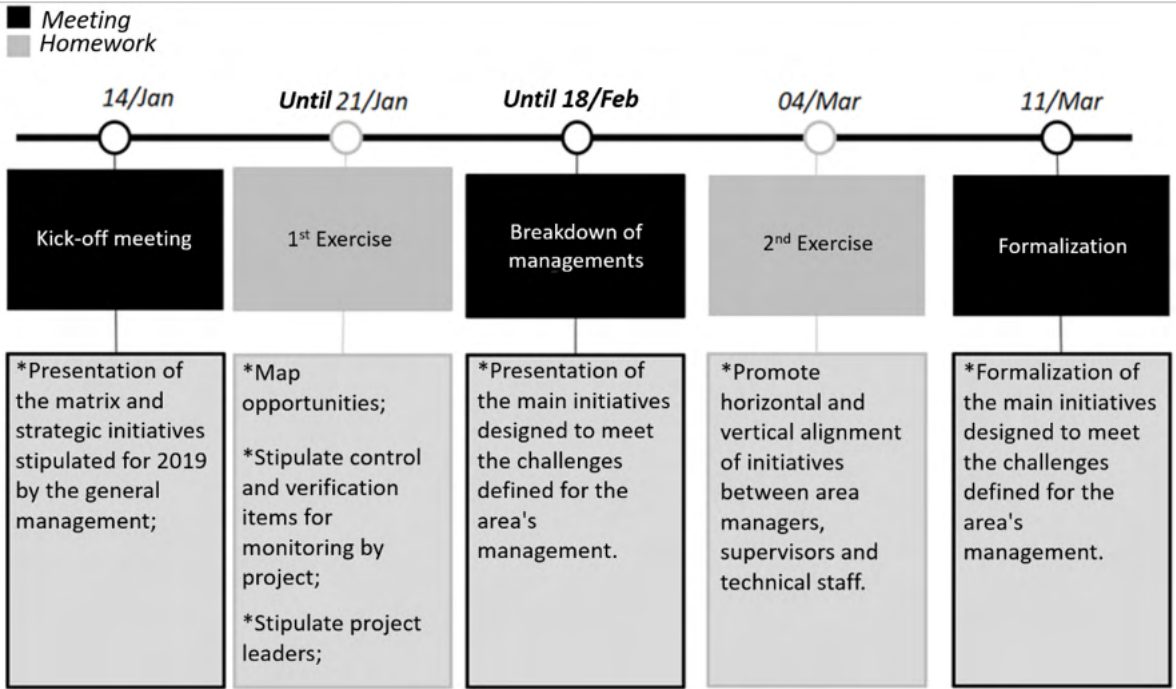 Meeting
Homework
14/Jan
Until 21/Jan
Until 18/Feb
04/Mar
11/Mar
Kick-off meeting
1st Exercise
Breakdown of
managements
2nd Exercise
Formalization
*Presentation of
the matrix and
strategic initiatives
stipulated for 2019
by the general
management;
*Map
opportunities;
*Stipulate control
and verification
items for
monitoring by
project;
*Stipulate project
leaders;
*Presentation of
the main initiatives
designed to meet
the challenges
defined for the
area's
management.
*Promote
horizontal and
vertical alignment
of initiatives
between area
managers,
supervisors and
technical staff.
*Formalization of
the main initiatives
designed to meet
the challenges
defined for the
area's
management.